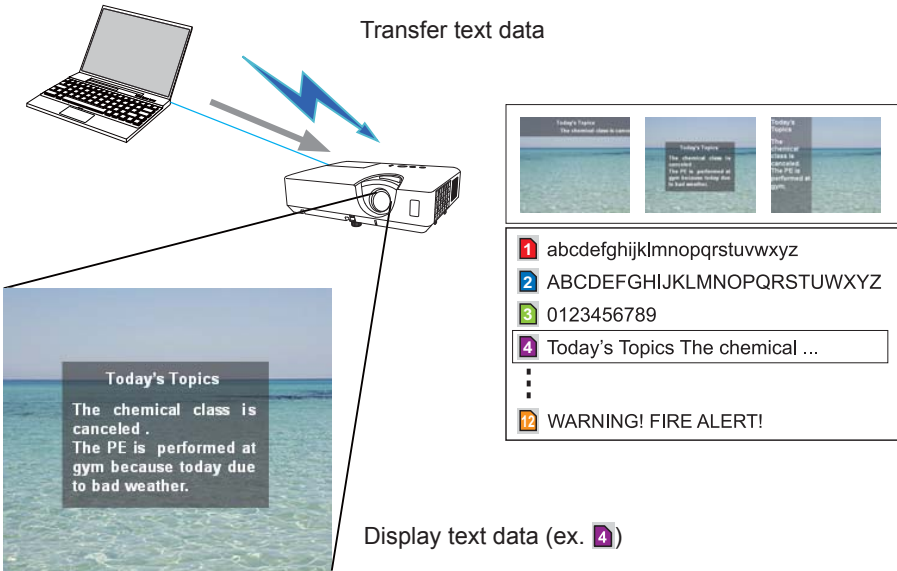 Transfer text data
Today's Topics
The chemical class is cance
Today's Topics
The chemical class is
canceled .
The PE is performed at
gym because today due
to bad weather.
Today's
Topics
The
chemical
class is
canceled.
The PE is
performed at
gym.
1 abcdefghijklmnopqrstuvwxyz
2 ABCDEFGHIJKLMNOPQRSTUWXYZ
3 0123456789
4 Today's Topics The chemical ...
12 WARNING! FIRE ALERT!
Today's Topics
The chemical class is
canceled .
The PE is performed at
gym because today due
to bad weather.
Display text data (ex. 4)